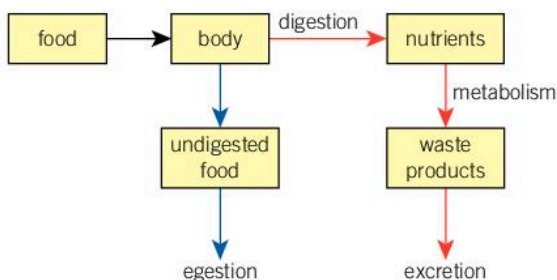 digestion
food
body
nutrients
metabolism
undigested
food
waste
products
egestion
excretion